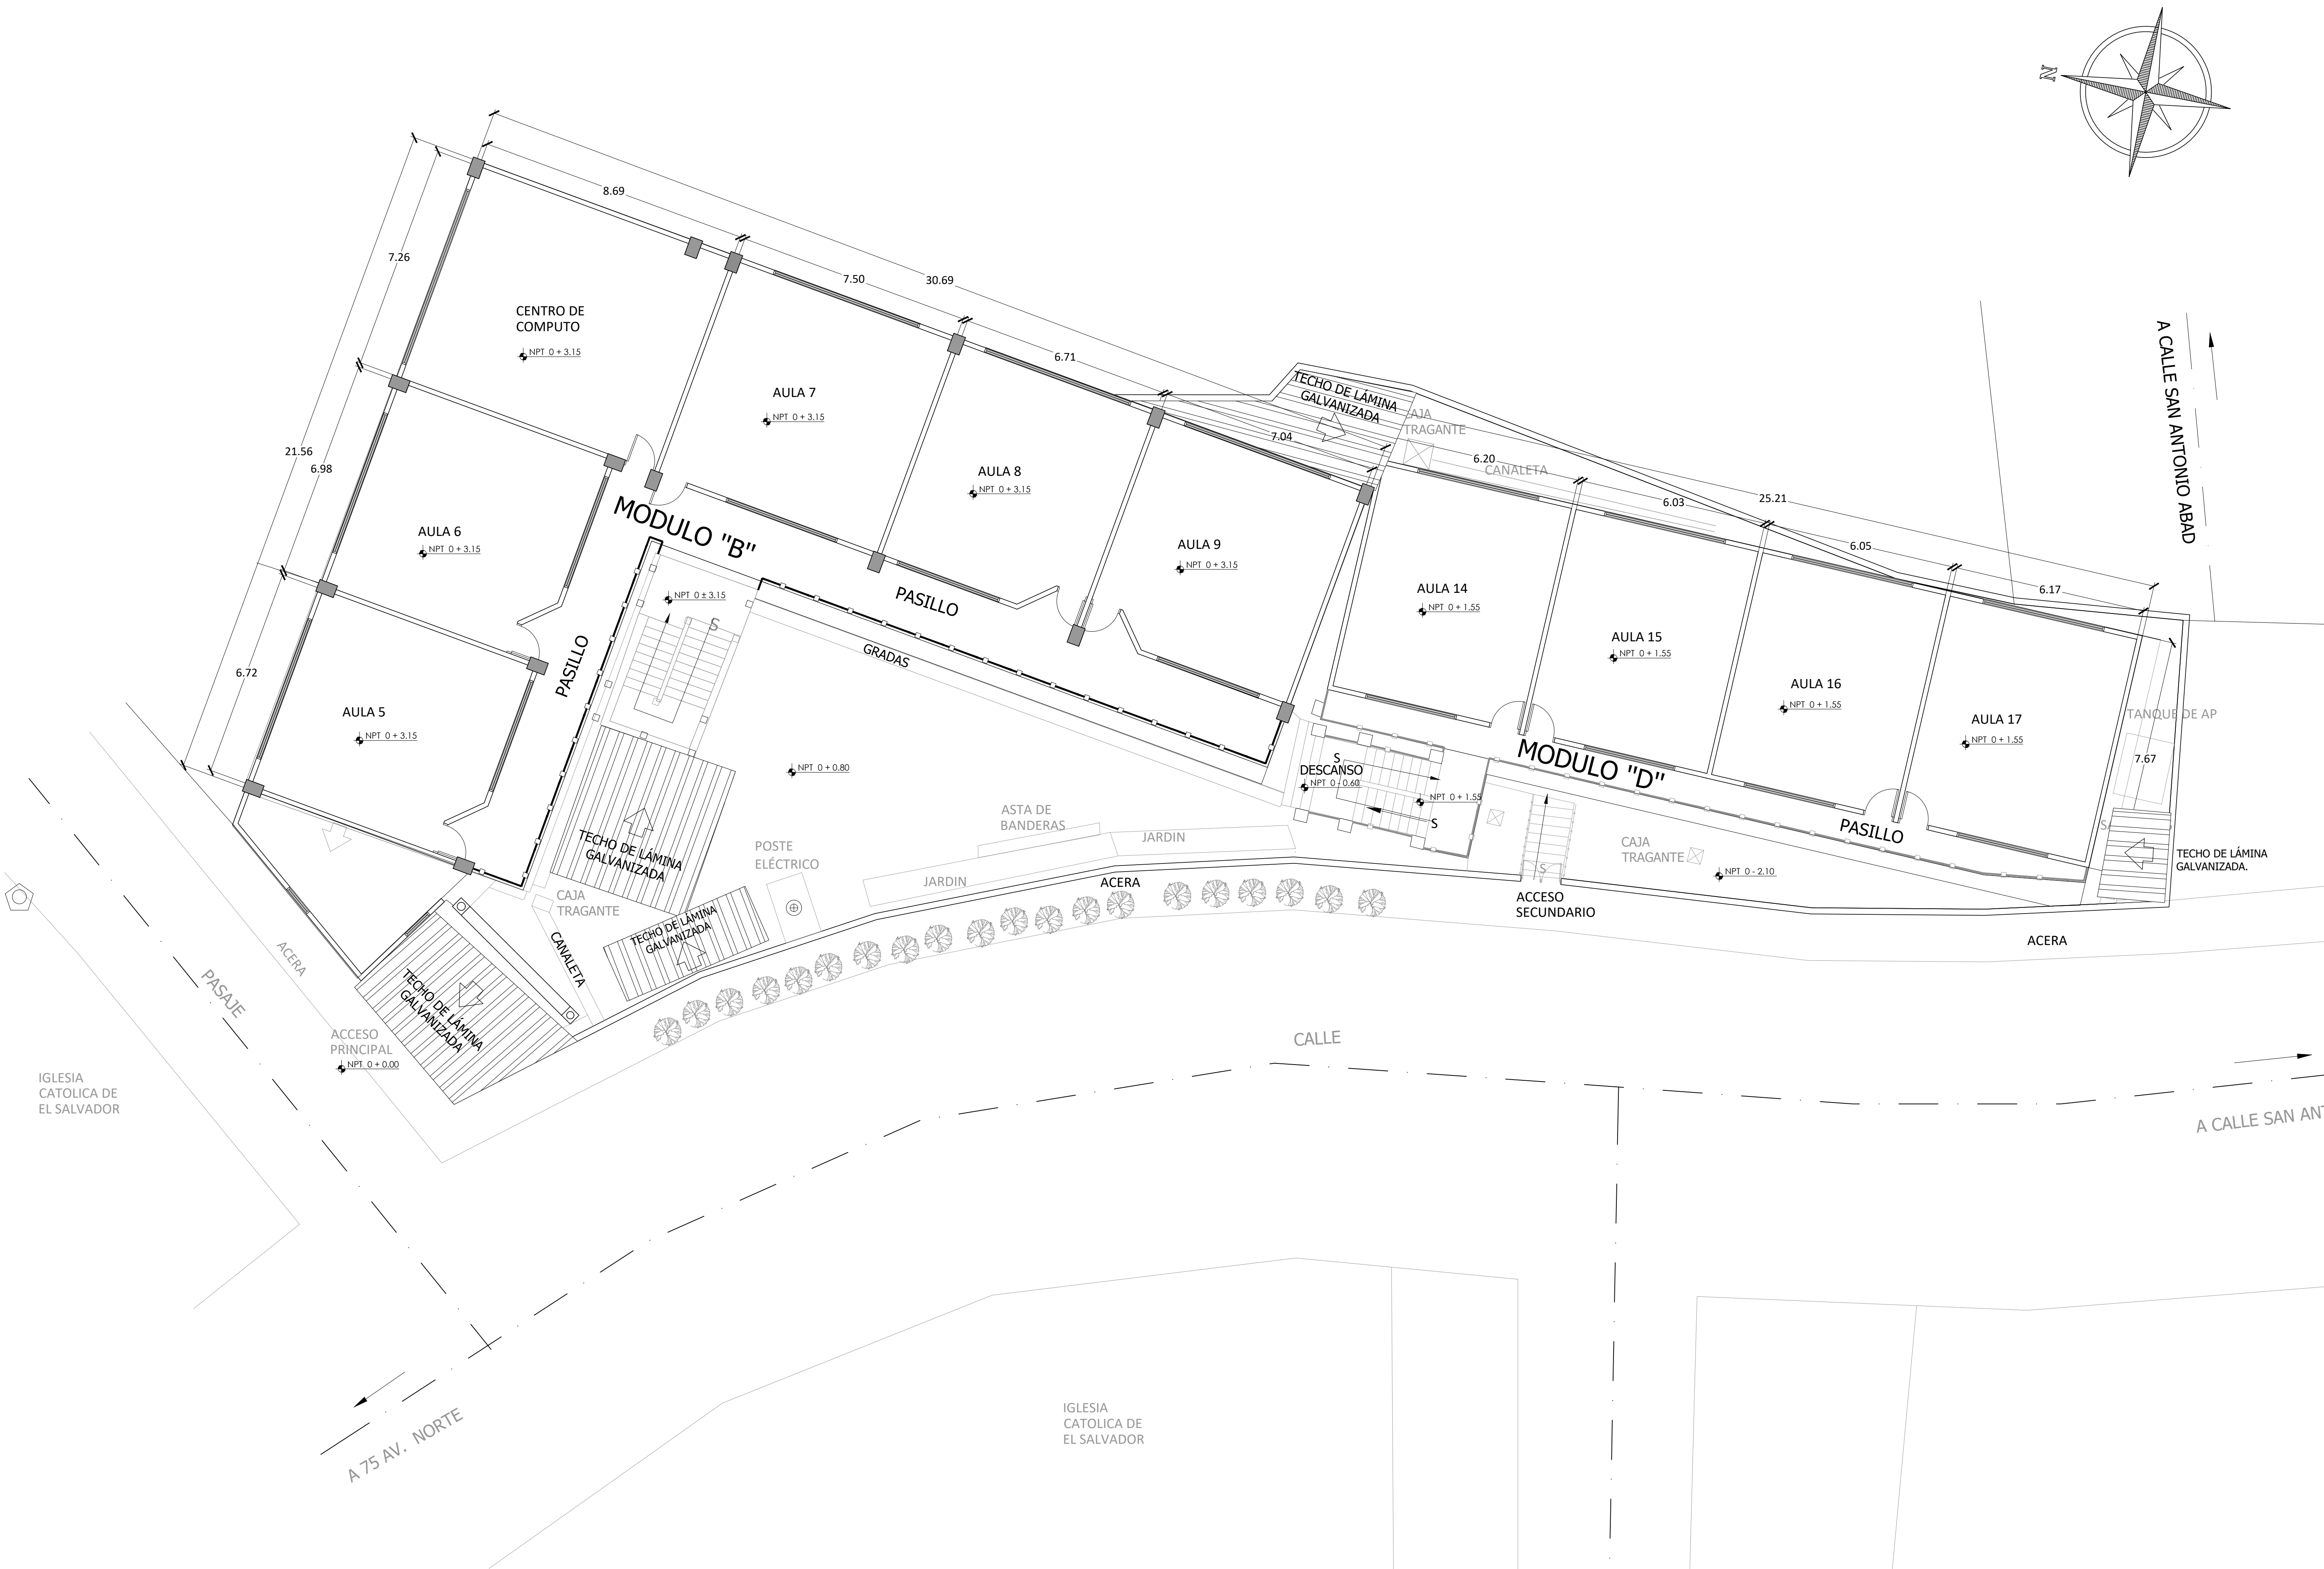 N
8.69
7.26
7.50
30.69
CENTRO DE
COMPUTO
NPT 0 + 3.15
6.71
AULA 7
NPT 0 + 3.15
TECHO DE LÁMINA
GALVANIZADA
CAJA
TRAGANTE
A CALLE SAN ANTONIO ABAD
21.56
6.98
7.04
6.20
CANALETA
6.03
25.21
AULA 8
NPT 0 + 3.15
MODULO "B"
AULA 6
NPT 0 + 3.15
AULA 9
NPT 0 + 3.15
6.05
6.17
AULA 14
NPT 0 + 1.55
PASILLO
NPT 0 ± 3.15
S
GRADAS
AULA 15
NPT 0 + 1.55
PASILLO
6.72
AULA 5
NPT 0 + 3.15
AULA 16
NPT 0 + 1.55
AULA 17
NPT 0 + 1.55
TANQUE DE AP
7.67
MODULO "D"
S
DESCANSO
NPT 0 - 0.60
NPT 0 + 1.55
S
NPT 0 + 0.80
ASTA DE
BANDERAS
JARDIN
JARDIN
TECHO DE LÁMINA
GALVANIZADA
POSTE
ELÉCTRICO
PASILLO
S
CAJA
TRAGANTE
NPT 0 - 2.10
S
TECHO DE LÁMINA
GALVANIZADA.
ACERA
ACCESO
SECUNDARIO
CAJA
TRAGANTE
TECHO DE LÁMINA
GALVANIZADA
CANALETA
ACERA
ACERA
PASAJE
TECHO DE LÁMINA
GALVANIZADA
ACCESO
PRINCIPAL
NPT 0 + 0.00
CALLE
IGLESIA
CATOLICA DE
EL SALVADOR
A CALLE SAN ANT
A 75 AV. NORTE
IGLESIA
CATOLICA DE
EL SALVADOR